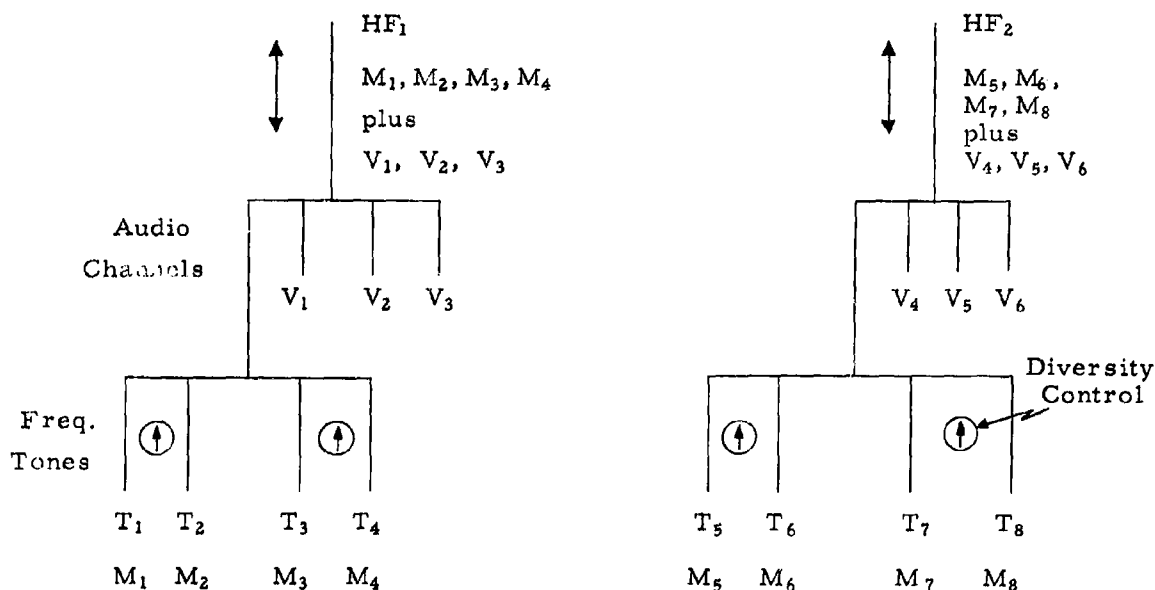 HF₁
M₁, M₂, M₃, M₄
plus
V₁, V₂, V₃
Audio
Channels
V₁ V₂ V₃
Freq.
Tones
T₁ T₂ T₃ T₄
M₁ M₂ M₃ M₄
HF₂
M₅, M₆,
M₇, M₈
plus
V₄, V₅, V₆
V₄ V₅ V₆
Diversity
Control
T₅ T₆ T₇ T₈
M₅ M₆ M₇ M₈